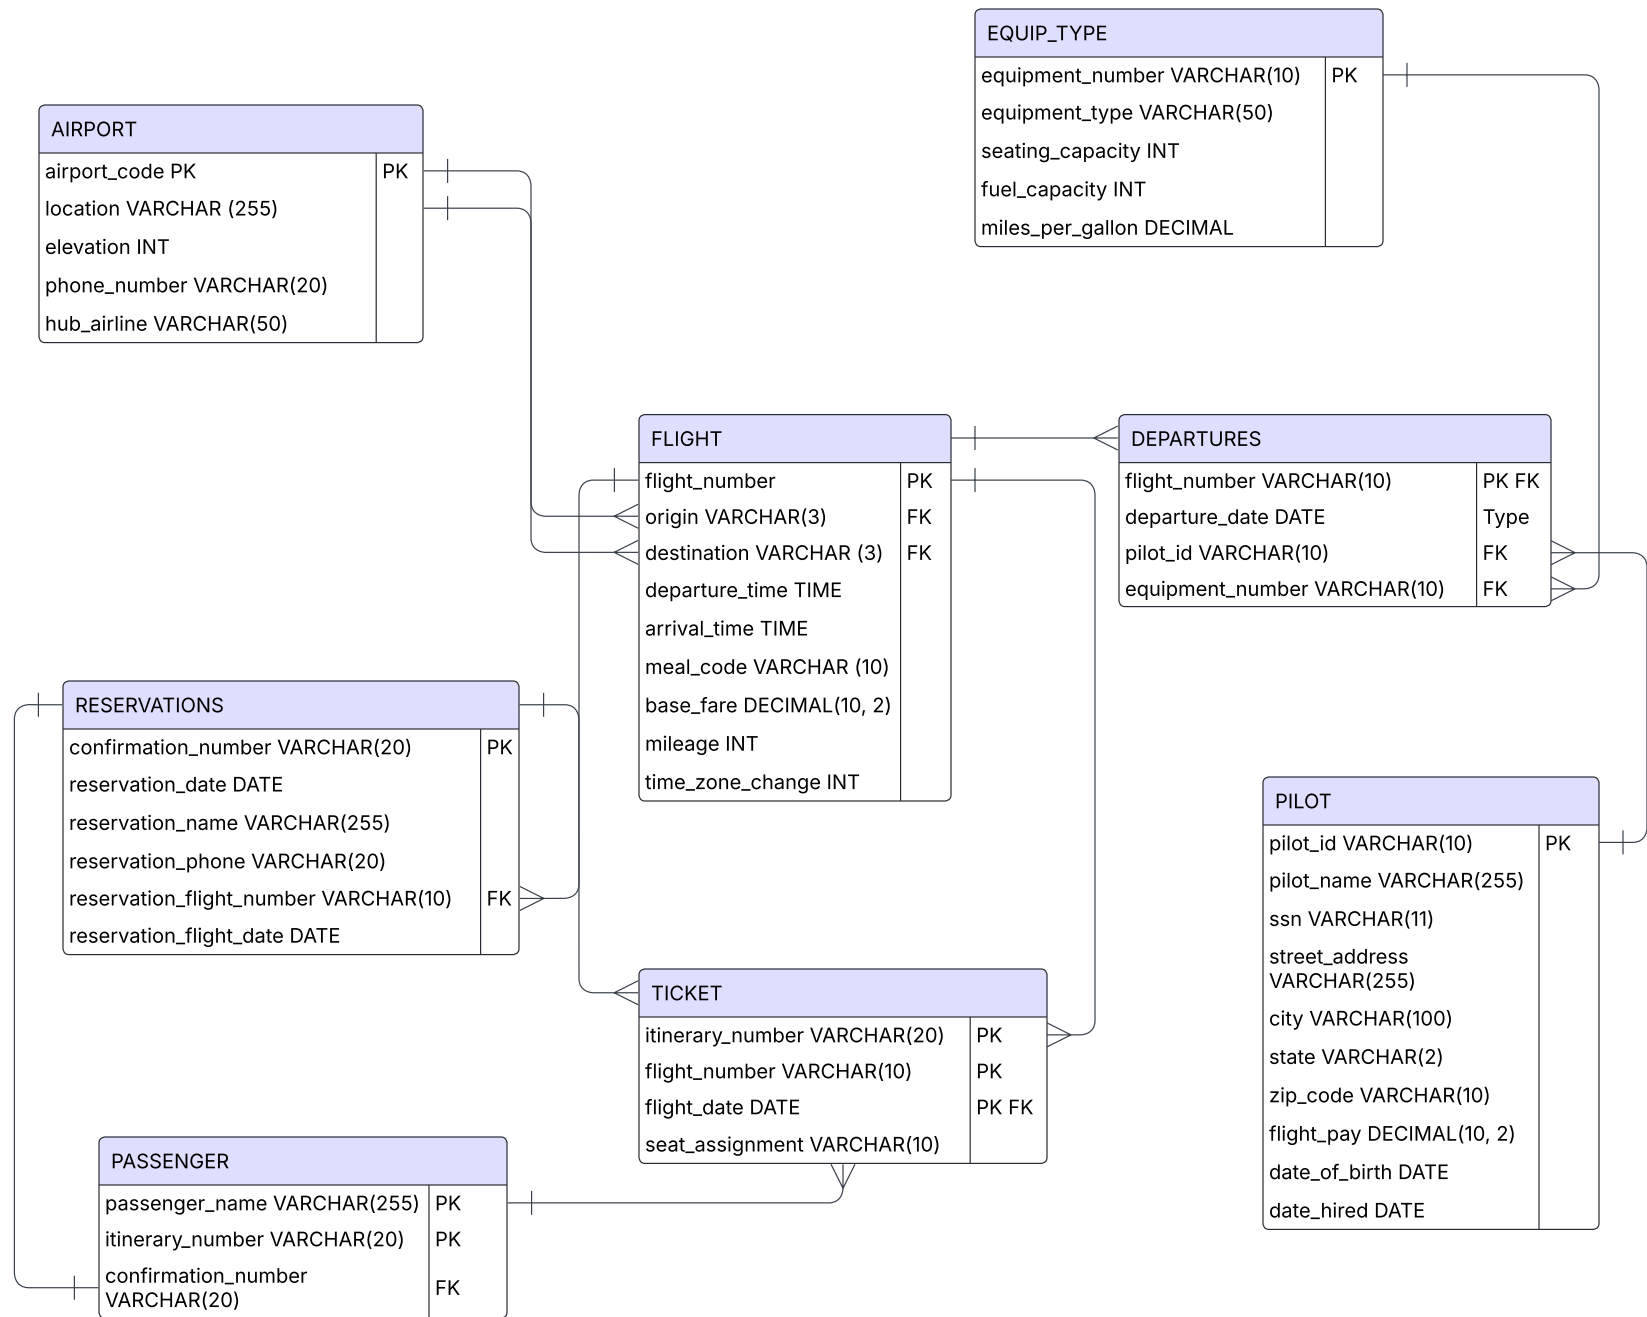 EQUIP_TYPE
equipment_number VARCHAR(10) PK
equipment_type VARCHAR(50)
seating_capacity INT
fuel_capacity INT
miles_per_gallon DECIMAL
AIRPORT
airport_code PK PK
location VARCHAR (255)
elevation INT
phone_number VARCHAR(20)
hub_airline VARCHAR(50)
FLIGHT
flight_number PK
origin VARCHAR(3) FK
destination VARCHAR (3) FK
departure_time TIME
arrival_time TIME
meal_code VARCHAR (10)
base_fare DECIMAL(10, 2)
mileage INT
time_zone_change INT
DEPARTURES
flight_number VARCHAR(10) PK FK
departure_date DATE Type
pilot_id VARCHAR(10) FK
equipment_number VARCHAR(10) FK
RESERVATIONS
confirmation_number VARCHAR(20) PK
reservation_date DATE
reservation_name VARCHAR(255)
reservation_phone VARCHAR(20)
reservation_flight_number VARCHAR(10) FK
reservation_flight_date DATE
PILOT
pilot_id VARCHAR(10) PK
pilot_name VARCHAR(255)
ssn VARCHAR(11)
street_address
VARCHAR(255)
city VARCHAR(100)
state VARCHAR(2)
zip_code VARCHAR(10)
flight_pay DECIMAL(10, 2)
date_of_birth DATE
date_hired DATE
TICKET
itinerary_number VARCHAR(20) PK
flight_number VARCHAR(10) PK
flight_date DATE PK FK
seat_assignment VARCHAR(10)
PASSENGER
passenger_name VARCHAR(255) PK
itinerary_number VARCHAR(20) PK
confirmation_number
VARCHAR(20) FK